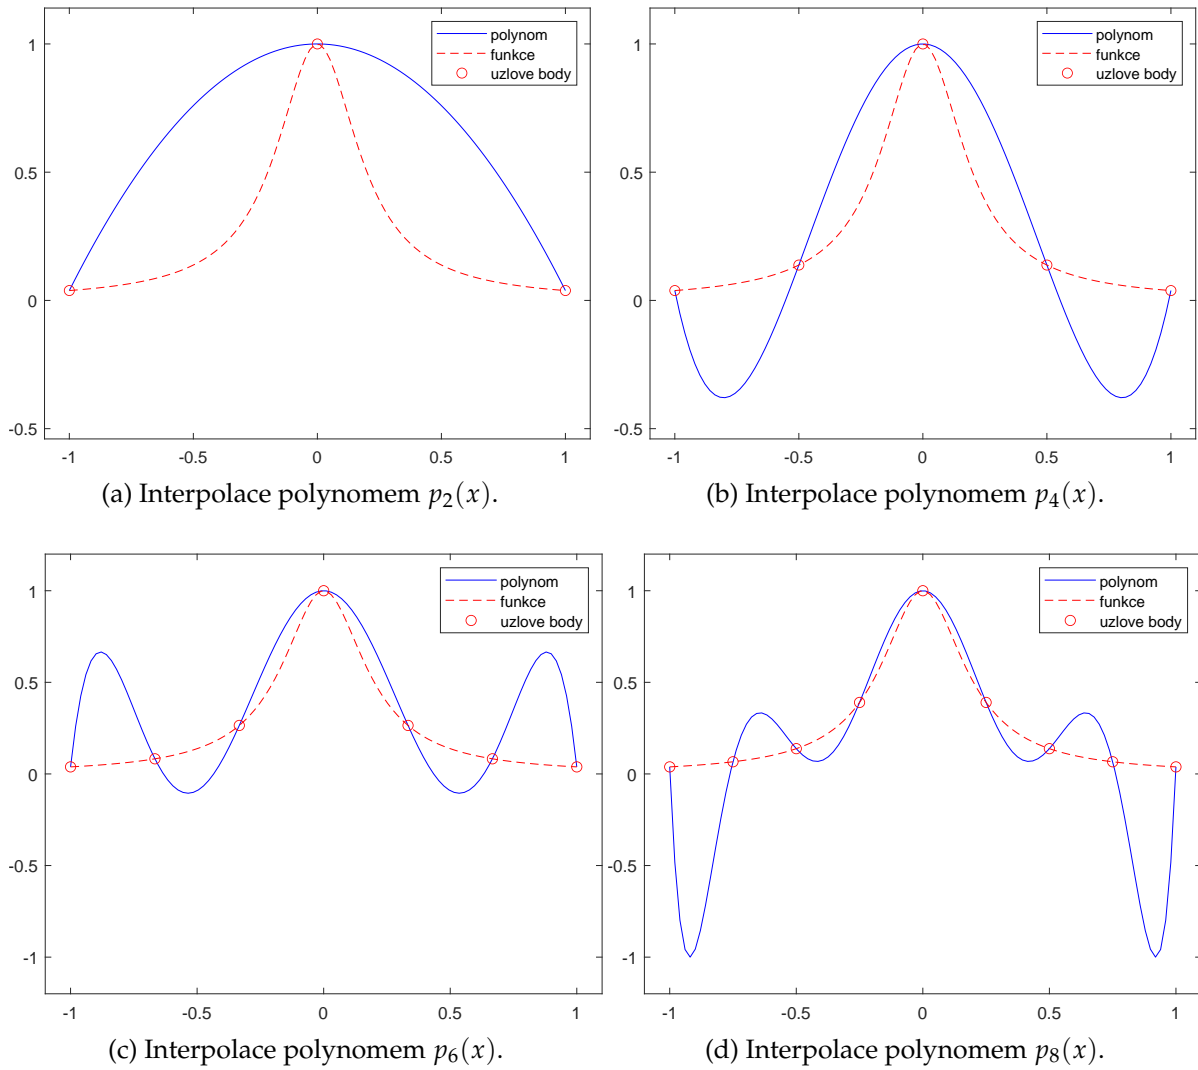 1
0.5
0
-0.5
-1
-0.5
0
0.5
1
polynom
funkce
uzlove body
(a) Interpolace polynomem p₂(x).
1
0.5
0
-0.5
-1
-0.5
0
0.5
1
polynom
funkce
uzlove body
(b) Interpolace polynomem p₄(x).
1
0.5
0
-0.5
-1
-1
-0.5
0
0.5
1
polynom
funkce
uzlove body
(c) Interpolace polynomem p₆(x).
1
0.5
0
-0.5
-1
-1
-0.5
0
0.5
1
polynom
funkce
uzlove body
(d) Interpolace polynomem p₈(x).